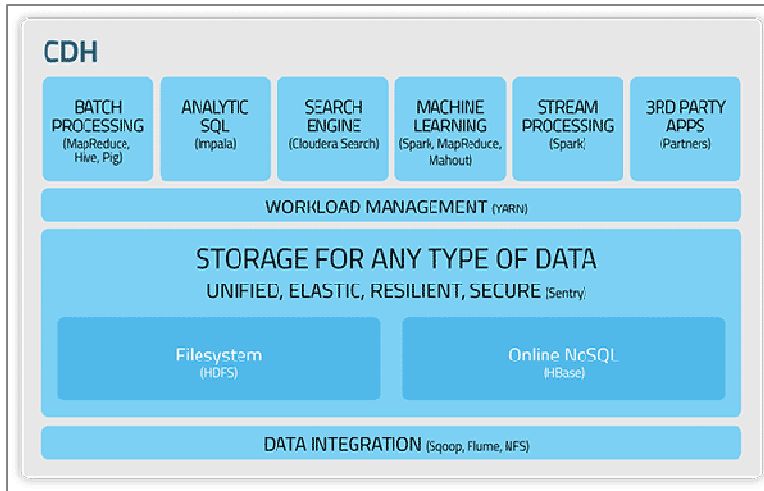 CDH
BATCH
PROCESSING
(MapReduce,
Hive, Pig)
ANALYTIC
SQL
(Impala)
SEARCH
ENGINE
(Cloudera Search)
MACHINE
LEARNING
(Spark, MapReduce,
Mahout)
STREAM
PROCESSING
(Spark)
3RD PARTY
APPS
(Partners)
WORKLOAD MANAGEMENT (YARN)
STORAGE FOR ANY TYPE OF DATA
UNIFIED, ELASTIC, RESILIENT, SECURE (Sentry)
Filesystem
(HDFS)
Online NoSQL
(HBase)
DATA INTEGRATION (Sqoop, Flume, NFS)